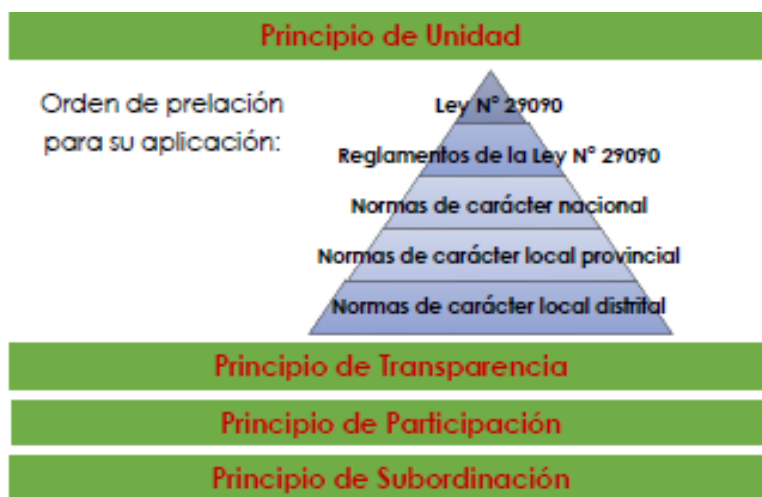 Principio de Unidad
Orden de prelación
para su aplicación:
Ley N° 29090
Reglamentos de la Ley N° 29090
Normas de carácter nacional
Normas de carácter local provincial
Normas de carácter local distrital
Principio de Transparencia
Principio de Participación
Principio de Subordinación